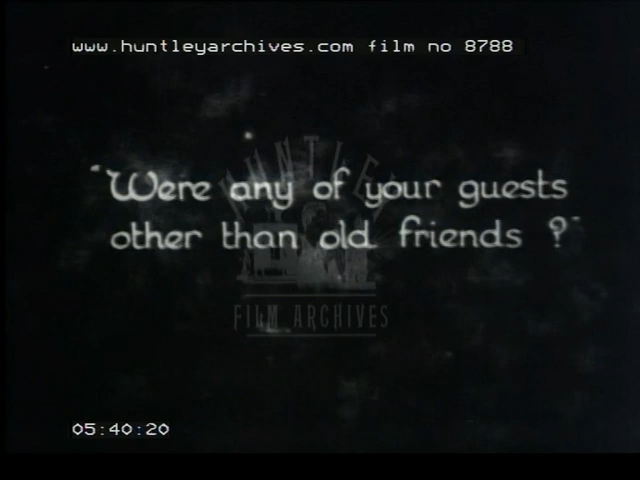 www.huntleyarchives.com film no 8788
"Were any of your guests
other than old friends ?"
HUNTLEY
FILM ARCHIVES
05:40:20